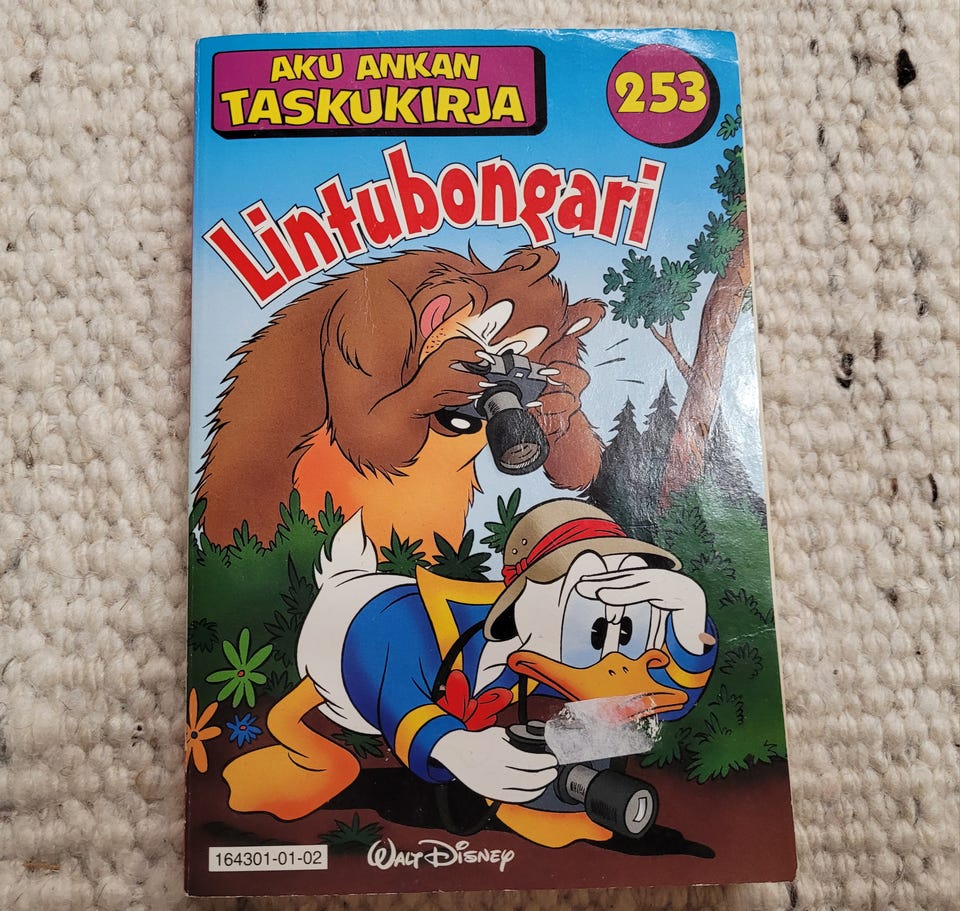 AKU ANKAN
TASKUKIRJA
253
Lintubongari
164301-01-02
WALT DISNEY